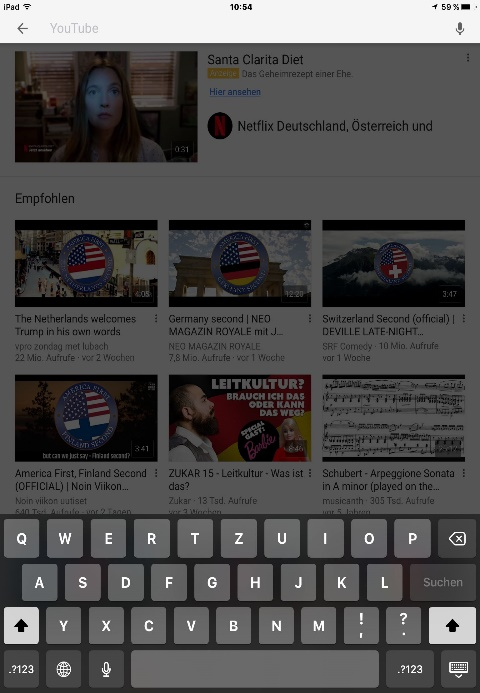 iPad
10:54
59 %
YouTube
Santa Clarita Diet
Das Geheimrezept einer Ehe.
Hier ansehen
Netflix Deutschland, Österreich und
0:31
Empfohlen
4:08
12:20
3:47
The Netherlands welcomes
Trump in his own words
vpro zondag met lubach
22 Mio. Aufrufe · vor 2 Wochen
Germany second | NEO
MAGAZIN ROYALE mit J...
NEO MAGAZIN ROYALE
7,8 Mio. Aufrufe · vor 1 Woche
Switzerland Second (official) |
DEVILLE LATE-NIGHT...
SRF Comedy · 10 Mio. Aufrufe
vor 1 Woche
AMERICA FIRST
FINLAND SECOND
but can we just say - Finland second?
3:41
LEITKULTUR?
BRAUCH ICH DAS
ODER KANN
DAS WEG?
SPECIAL
GUEST:
Barbie
America First, Finland Second
(OFFICIAL) | Noin Viikon...
Noin viikon uutiset
640 Tsd. Aufrufe · vor 2 Tagen
ZUKAR 15 - Leitkultur - Was ist
das?
Zukar · 13 Tsd. Aufrufe
vor 3 Wochen
Schubert - Arpeggione Sonata
in A minor (played on the...
musicanth · 305 Tsd. Aufrufe
vor 5 Jahren
Q W E R T Z U I O P
A S D F G H J K L Suchen
Y X C V B N M ! , ? .
.?123 .?123